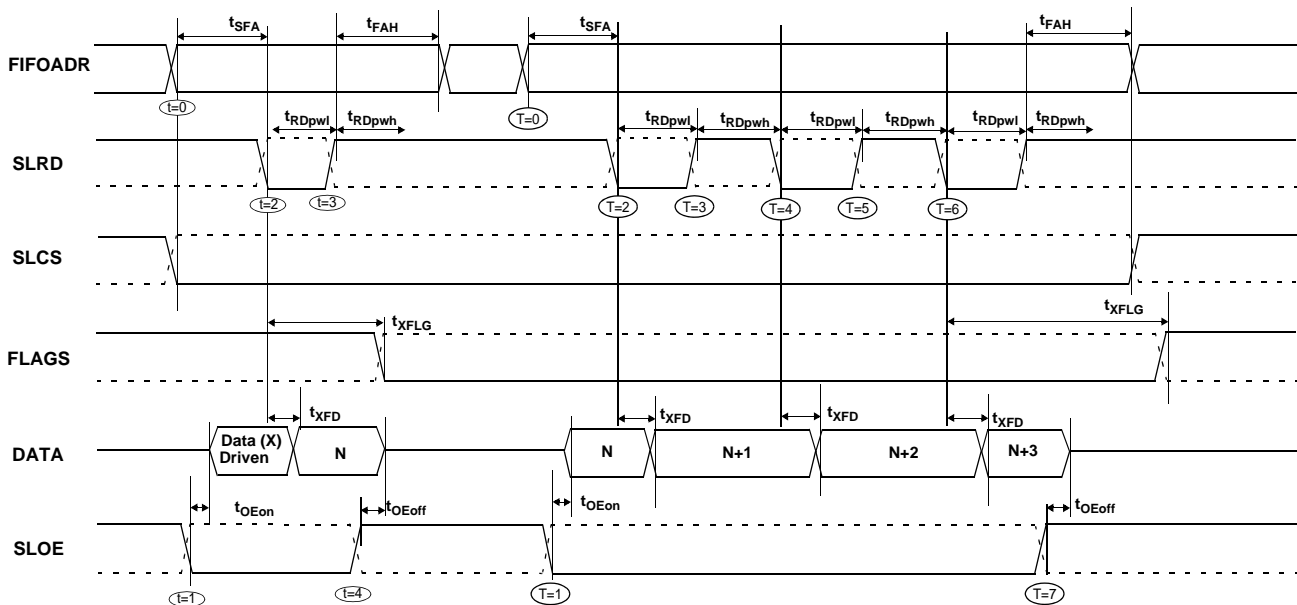 tSFA tFAH tSFA tFAH
FIFOADR
t=0 T=0
tRDpwl tRDpwh tRDpwl tRDpwh tRDpwl tRDpwh tRDpwl tRDpwh
SLRD
t=2 t=3 T=2 T=3 T=4 T=5 T=6
SLCS
tXFLG tXFLG
FLAGS
tXFD tXFD tXFD tXFD
DATA
Data (X)
Driven
N N N+1 N+2 N+3
tOEon tOEoff tOEon tOEoff
SLOE
t=1 t=4 T=1 T=7